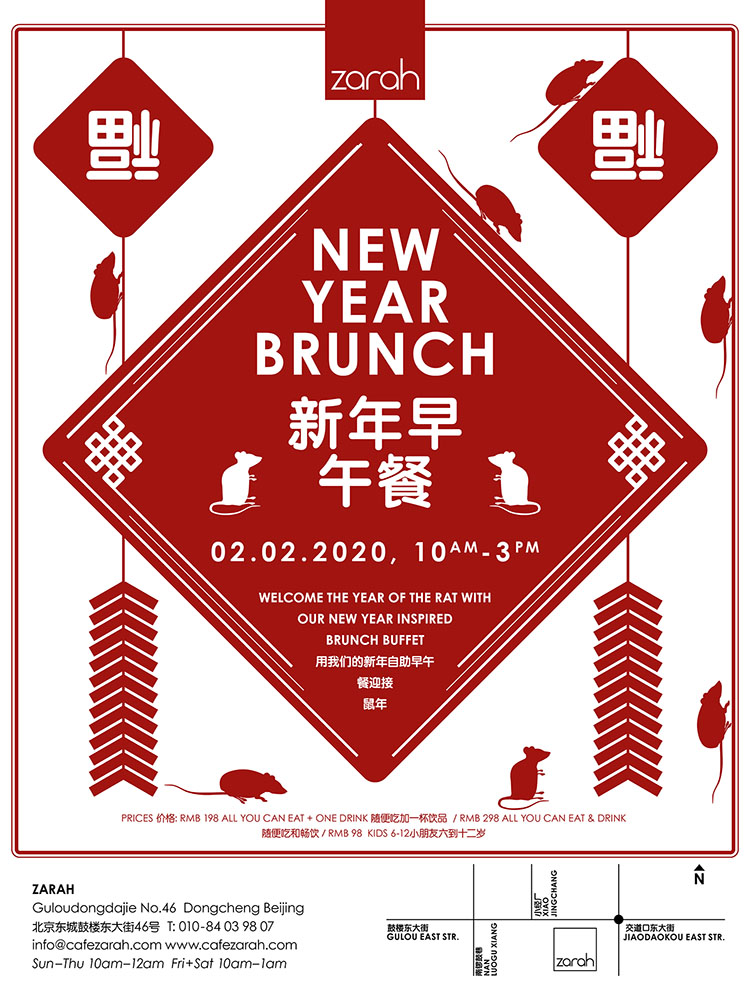 zarah
福
福
NEW
YEAR
BRUNCH
新年早
午餐
02.02.2020, 10AM-3PM
WELCOME THE YEAR OF THE RAT WITH
OUR NEW YEAR INSPIRED
BRUNCH BUFFET
用我们的新年自助早午
餐迎接
鼠年
PRICES 价格: RMB 198 ALL YOU CAN EAT + ONE DRINK 随便吃加一杯饮品 / RMB 298 ALL YOU CAN EAT & DRINK
随便吃和畅饮 / RMB 98 KIDS 6-12小朋友六到十二岁
ZARAH
Guloudongdajie No.46 Dongcheng Beijing
北京东城鼓楼东大街46号 T: 010-84 03 98 07
info@cafezarah.com www.cafezarah.com
Sun–Thu 10am–12am Fri+Sat 10am–1am
鼓楼东大街
GULOU EAST STR.
南锣鼓巷
NAN
LUOGU XIANG
小经厂
XIAO
JINGCHANG
zarah
交道口东大街
JIAODAOKOU EAST STR.
N